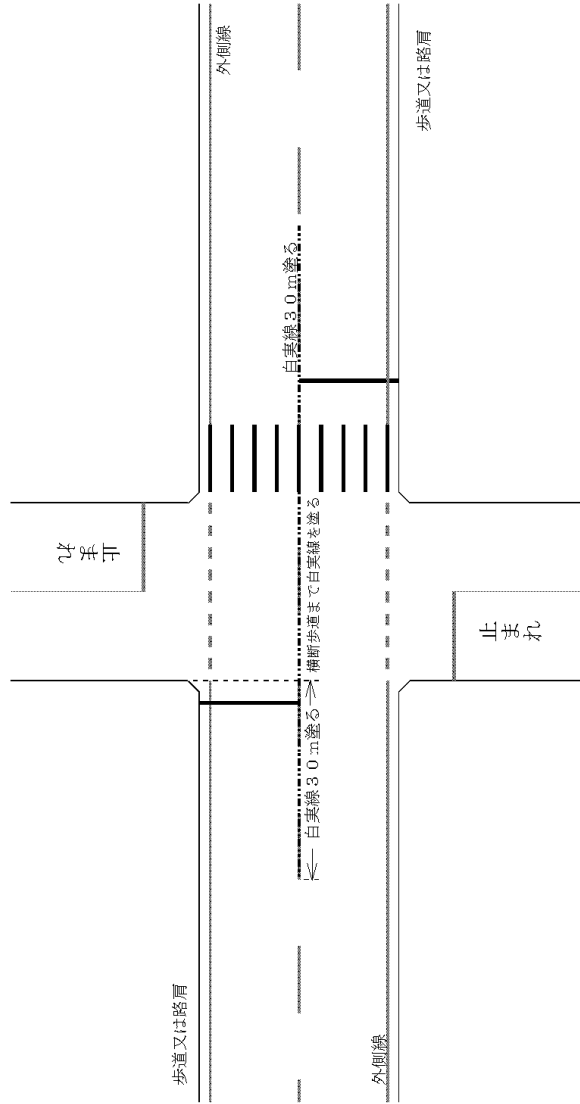 歩道又は路肩
外側線
止まれ
白実線３０ｍ塗る
横断歩道まで白実線を塗る
白実線３０ｍ塗る
止まれ
外側線
歩道又は路肩